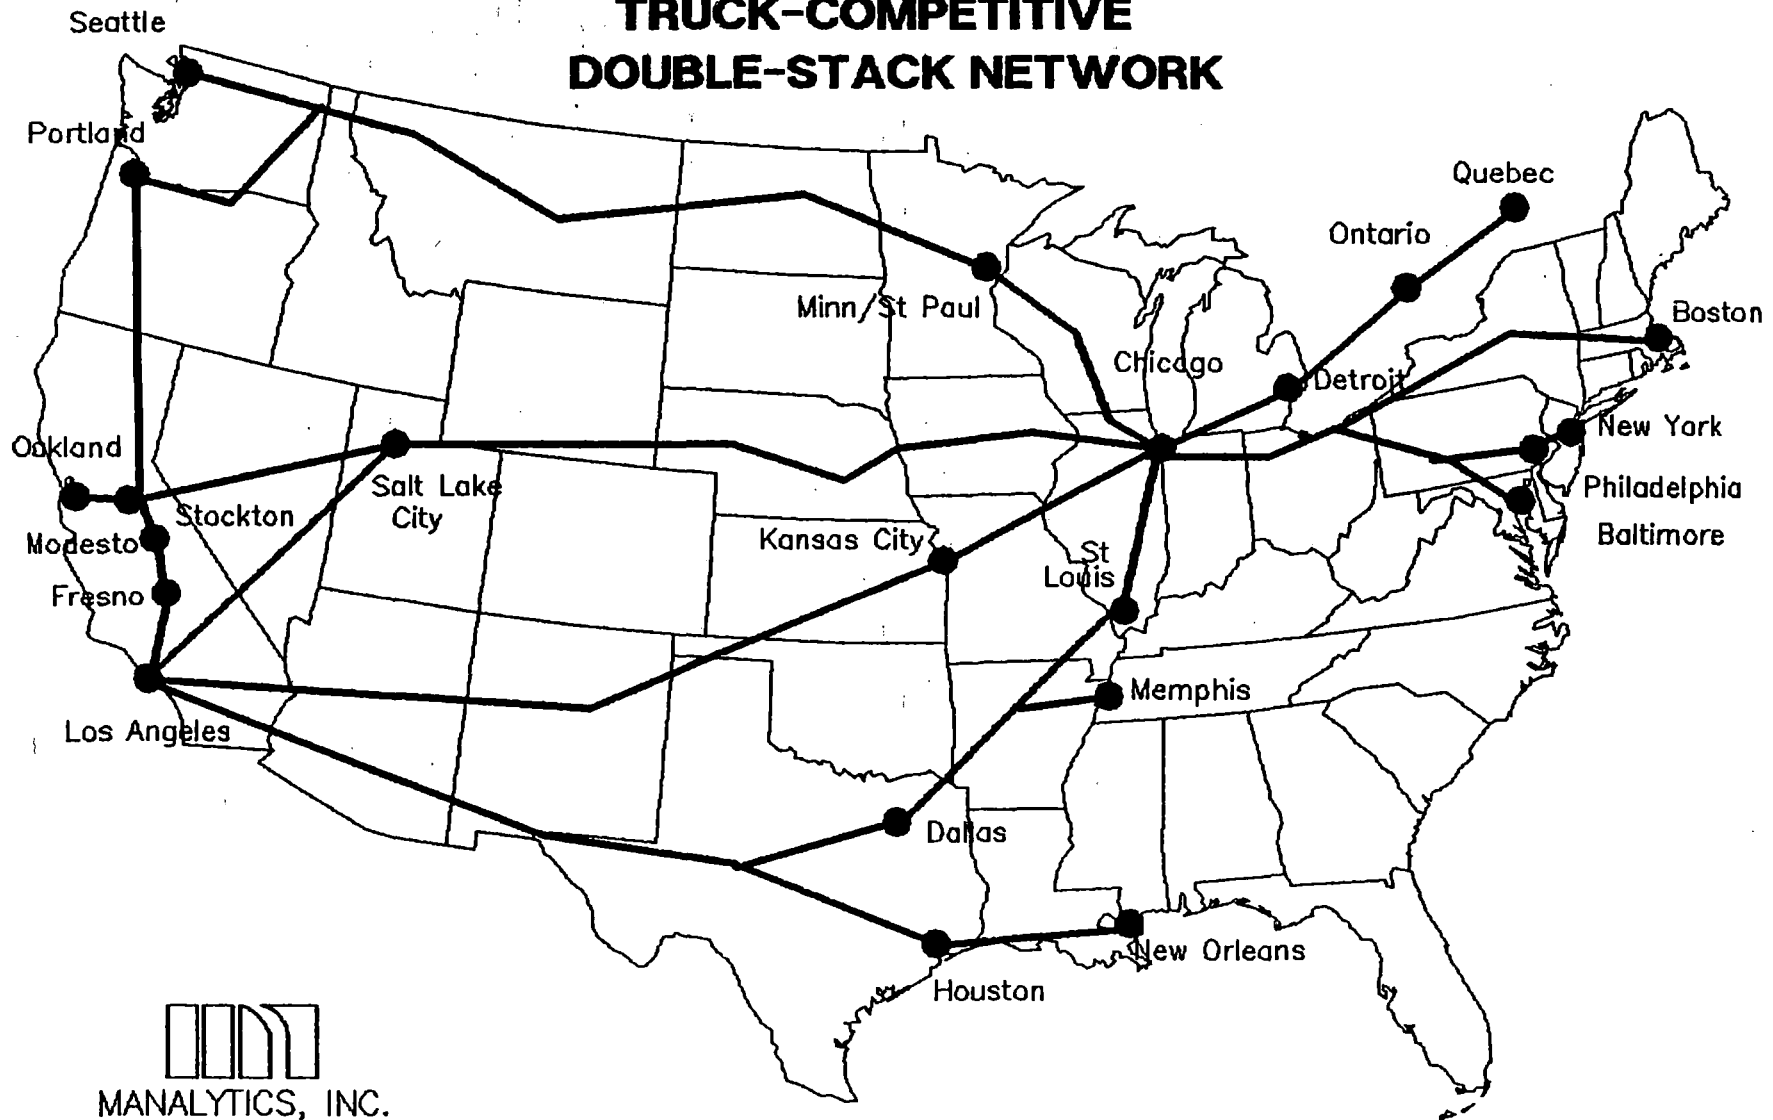 TRUCK-COMPETITIVE
DOUBLE-STACK NETWORK
Seattle
Portland
Quebec
Ontario
Minn/St Paul
Boston
Chicago
Detroit
Oakland
New York
Salt Lake
City
Stockton
Philadelphia
Modesto
Kansas City
Baltimore
St
Louis
Fresno
Memphis
Los Angeles
Dallas
New Orleans
Houston
MANALYTICS, INC.